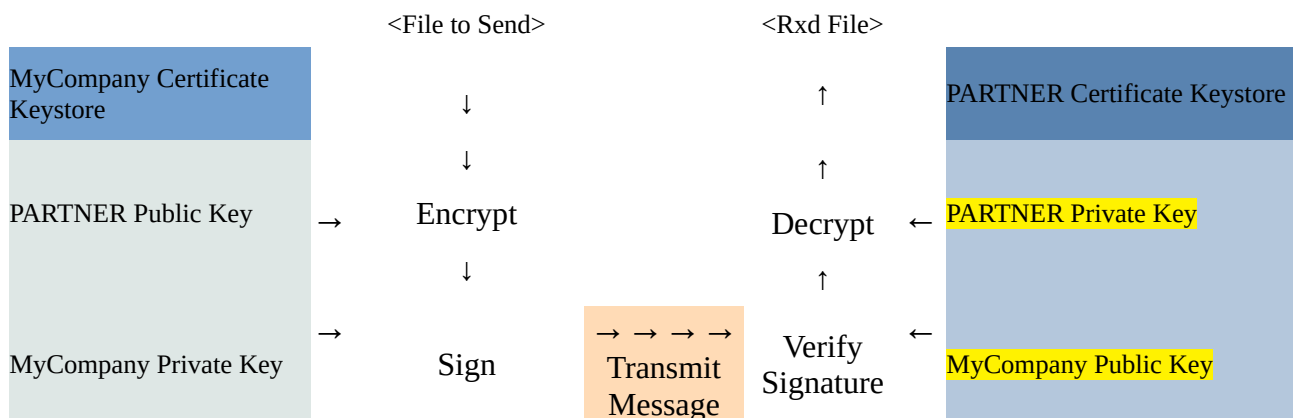 <File to Send>
<Rxd File>
MyCompany Certificate
Keystore
↓
↑
PARTNER Certificate Keystore
↓
↑
PARTNER Public Key
→
Encrypt
Decrypt
←
PARTNER Private Key
↓
↑
MyCompany Private Key
→
Sign
→ → → →
Transmit
Message
Verify
Signature
←
MyCompany Public Key